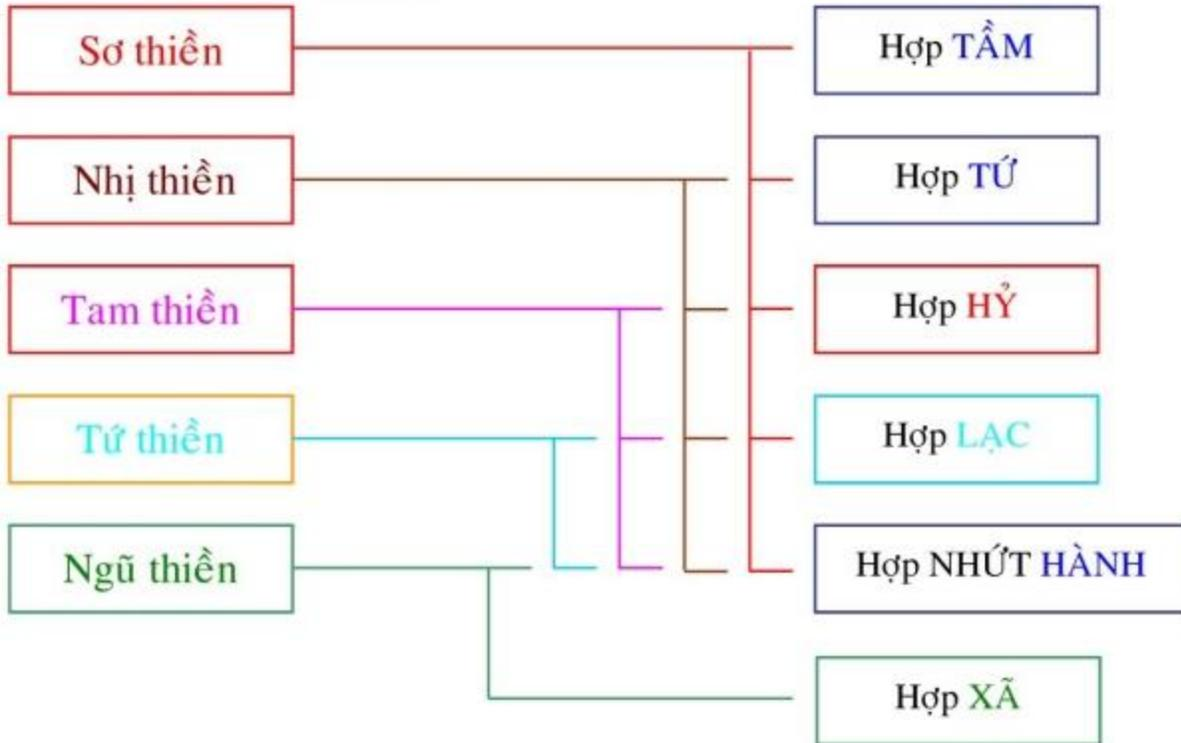 Sơ thiền
Hợp TẦM
Nhị thiền
Hợp TỨ
Tam thiền
Hợp HỶ
Tứ thiền
Hợp LẠC
Ngũ thiền
Hợp NHỨT HÀNH
Hợp XÃ